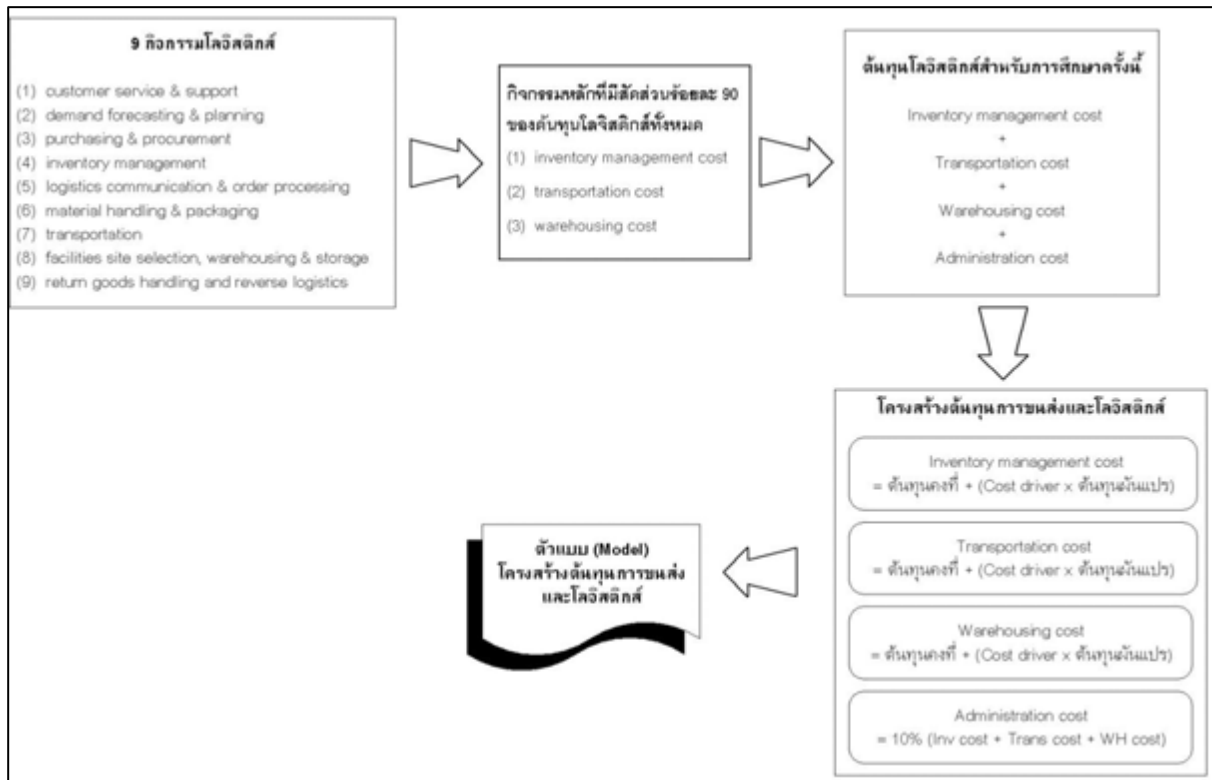 9 กิจกรรมโลจิสติกส์
(1) customer service & support
(2) demand forecasting & planning
(3) purchasing & procurement
(4) inventory management
(5) logistics communication & order processing
(6) material handling & packaging
(7) transportation
(8) facilities site selection, warehousing & storage
(9) return goods handling and reverse logistics
กิจกรรมหลักที่มีสัดส่วนร้อยละ 90
ของต้นทุนโลจิสติกส์ทั้งหมด
(1) inventory management cost
(2) transportation cost
(3) warehousing cost
ต้นทุนโลจิสติกส์สำหรับการศึกษาครั้งนี้
Inventory management cost
+
Transportation cost
+
Warehousing cost
+
Administration cost
โครงสร้างต้นทุนการขนส่งและโลจิสติกส์
Inventory management cost
= ต้นทุนคงที่ + (Cost driver x ต้นทุนผันแปร)
Transportation cost
= ต้นทุนคงที่ + (Cost driver x ต้นทุนผันแปร)
Warehousing cost
= ต้นทุนคงที่ + (Cost driver x ต้นทุนผันแปร)
Administration cost
= 10% (Inv cost + Trans cost + WH cost)
ตัวแบบ (Model)
โครงสร้างต้นทุนการขนส่ง
และโลจิสติกส์